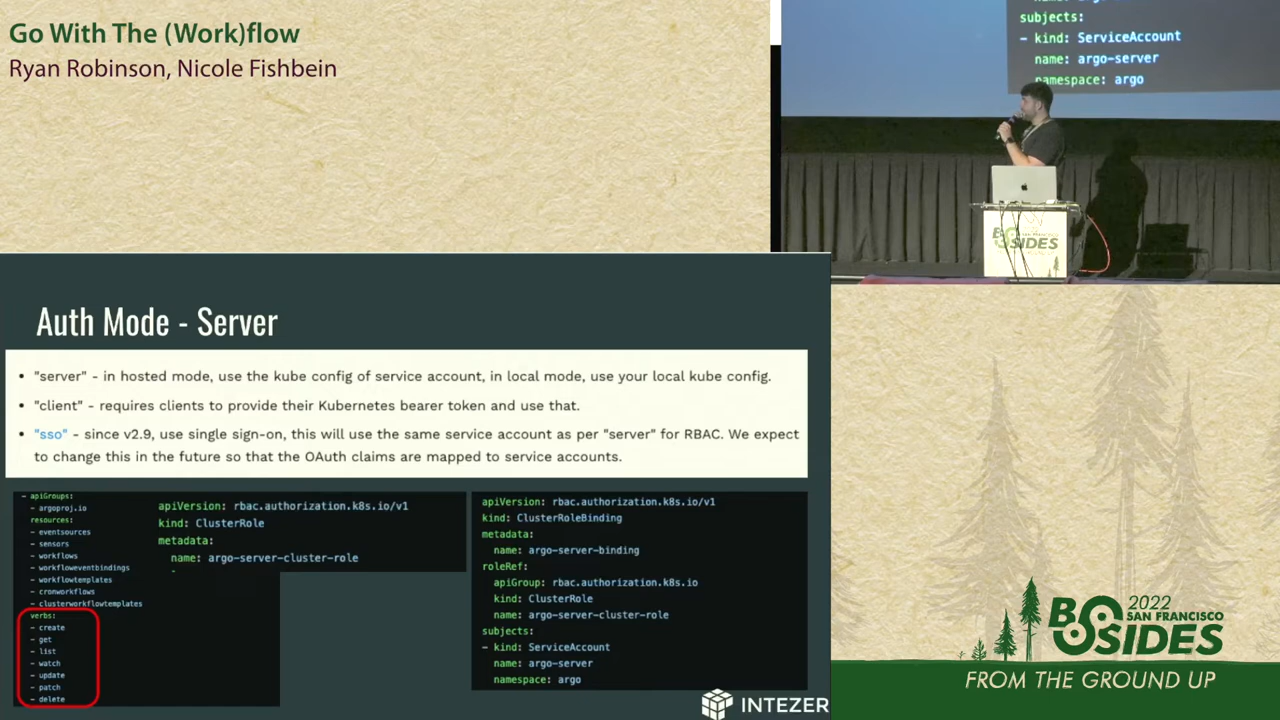 Go With The (Work)flow
Ryan Robinson, Nicole Fishbein
subjects:
- kind: ServiceAccount
name: argo-server
namespace: argo
BSIDES
Auth Mode - Server
• "server" - in hosted mode, use the kube config of service account, in local mode, use your local kube config.
• "client" - requires clients to provide their Kubernetes bearer token and use that.
• "sso" - since v2.9, use single sign-on, this will use the same service account as per "server" for RBAC. We expect
to change this in the future so that the OAuth claims are mapped to service accounts.
- apiGroups:
- argoproj.io
resources:
- eventsources
- sensors
- workflows
- workfloweventbindings
- workflowtemplates
- cronworkflows
- clusterworkflowtemplates
verbs:
- create
- get
- list
- watch
- update
- patch
- delete
apiVersion: rbac.authorization.k8s.io/v1
kind: ClusterRole
metadata:
name: argo-server-cluster-role
apiVersion: rbac.authorization.k8s.io/v1
kind: ClusterRoleBinding
metadata:
name: argo-server-binding
roleRef:
apiGroup: rbac.authorization.k8s.io
kind: ClusterRole
name: argo-server-cluster-role
subjects:
- kind: ServiceAccount
name: argo-server
namespace: argo
INTEZER
2022
SAN FRANCISCO
BSIDES
FROM THE GROUND UP